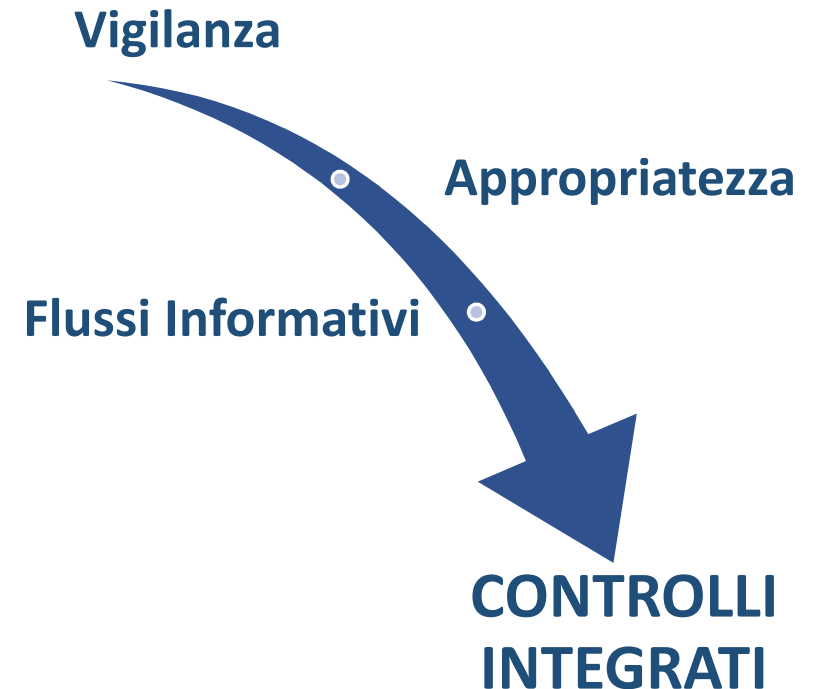 Vigilanza
Appropriatezza
Flussi Informativi
CONTROLLI
INTEGRATI